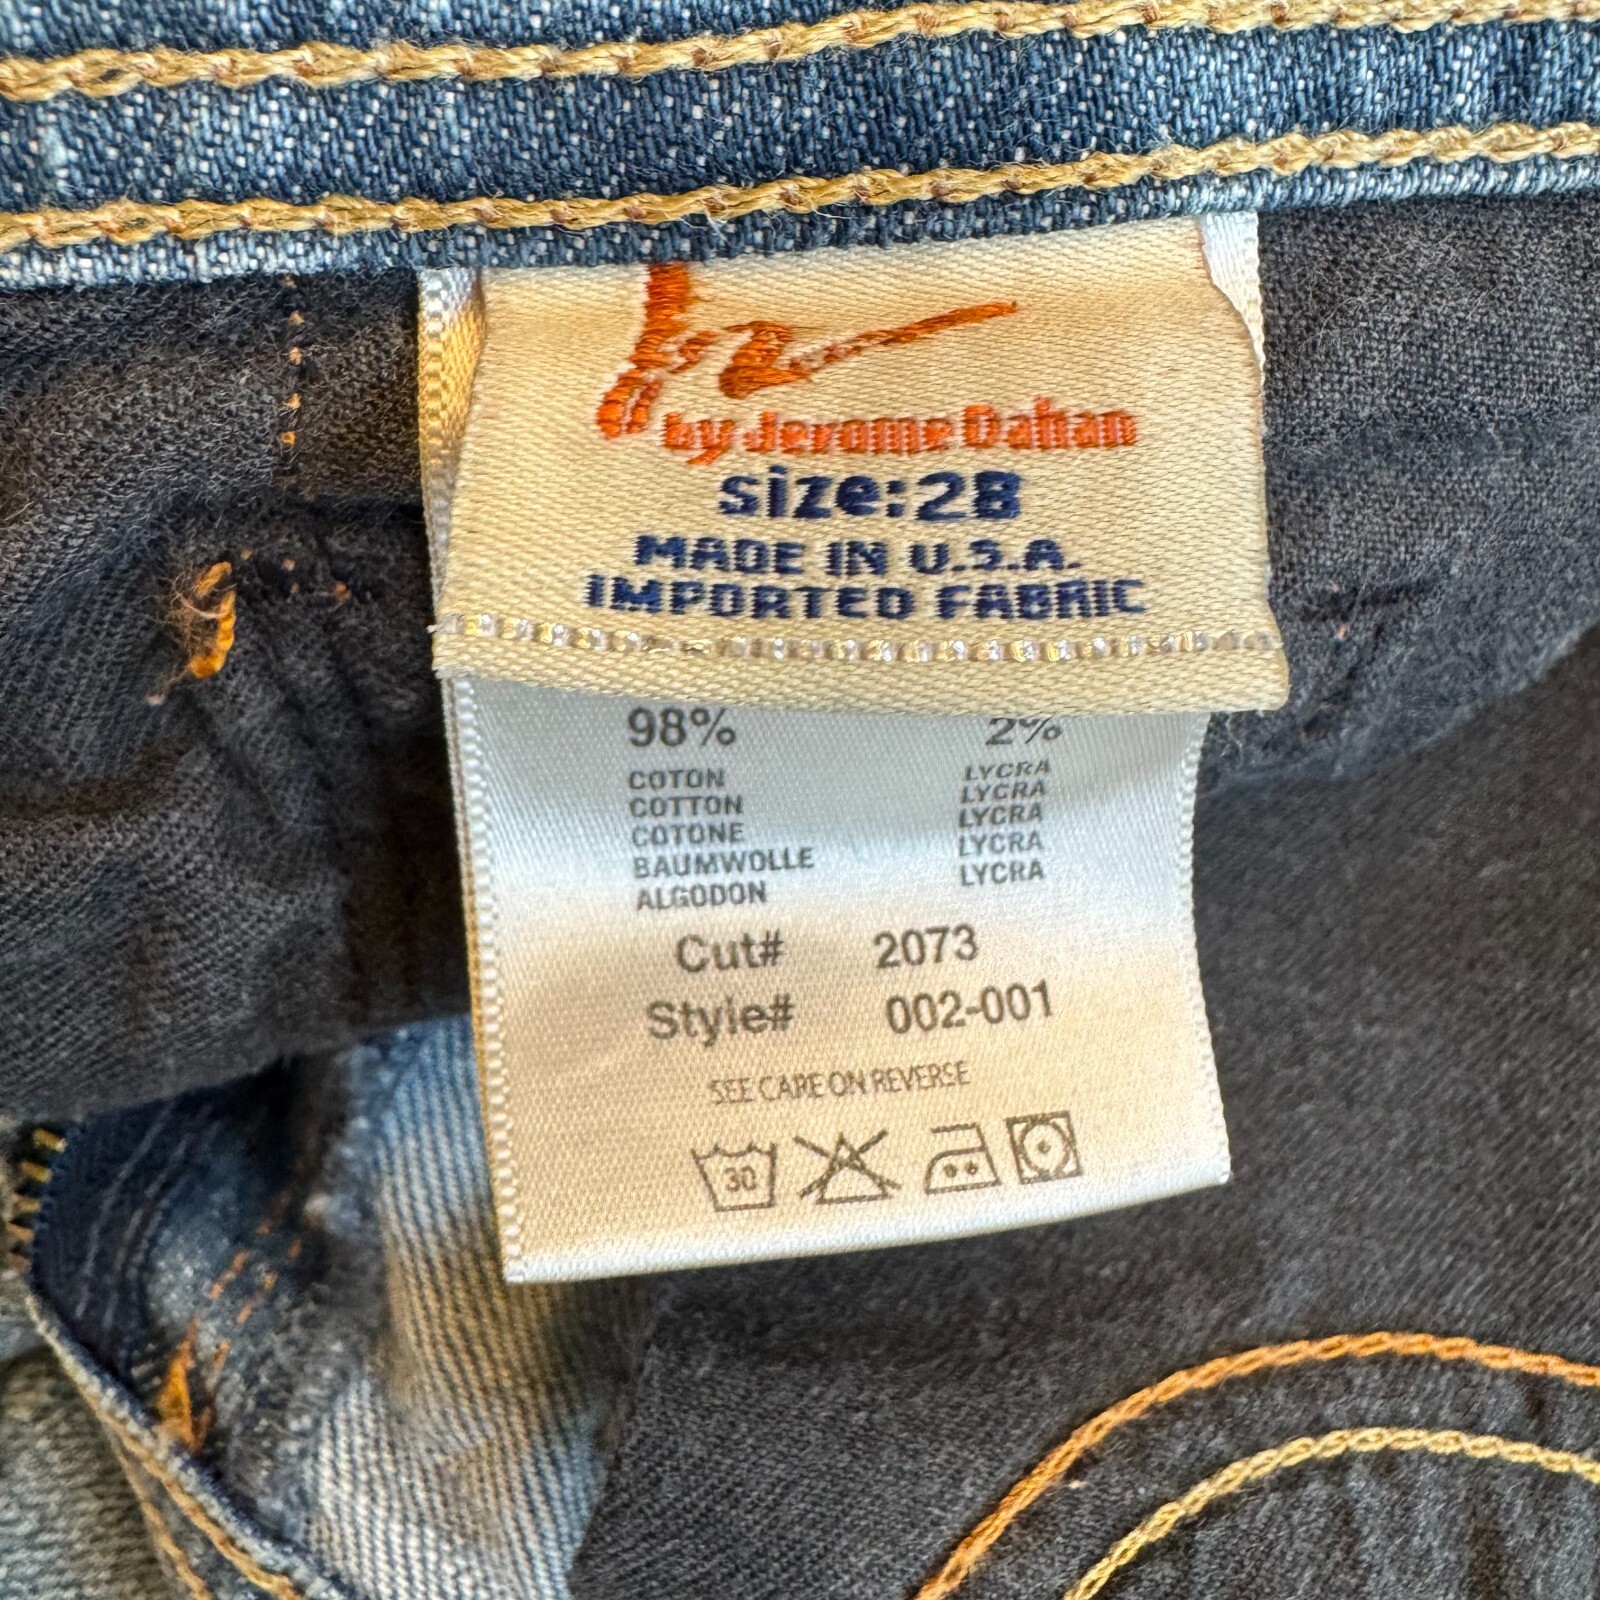 by Jerome Dahan
size:28
MADE IN U.S.A.
IMPORTED FABRIC
98% 2%
COTON LYCRA
COTTON LYCRA
COTONE LYCRA
BAUMWOLLE LYCRA
ALGODON LYCRA
Cut# 2073
Style# 002-001
SEE CARE ON REVERSE
30